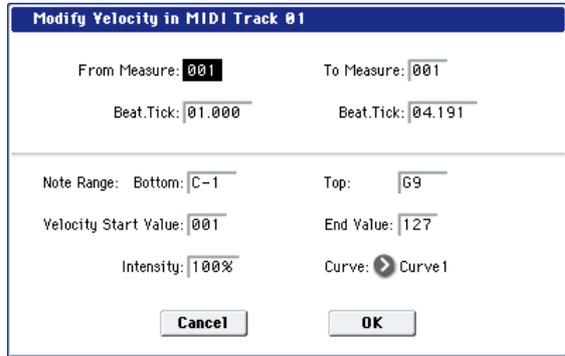 Modify Velocity in MIDI Track 01
From Measure: 001 To Measure: 001
Beat.Tick: 01.000 Beat.Tick: 04.191
Note Range: Bottom: C-1 Top: G9
Velocity Start Value: 001 End Value: 127
Intensity: 100% Curve: Curve1
Cancel OK